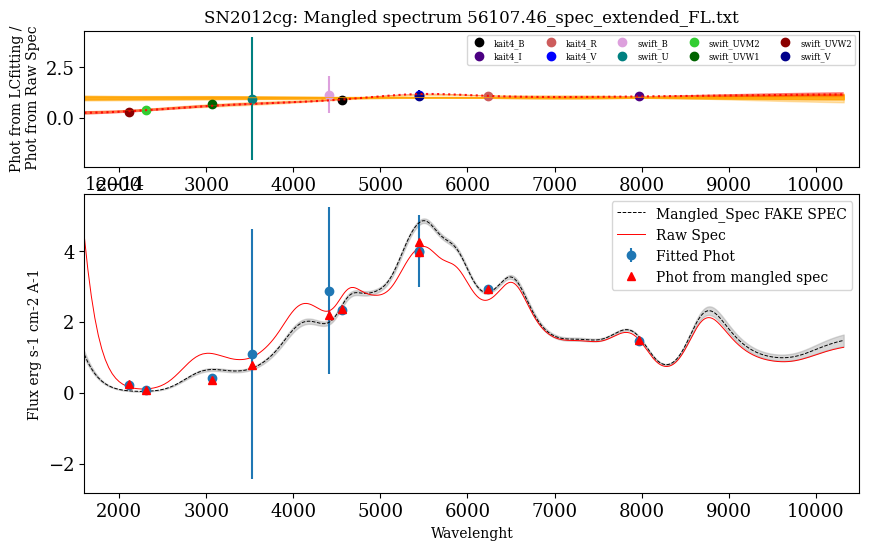 SN2012cg: Mangled spectrum 56107.46_spec_extended_FL.txt
Phot from LCfitting /
Phot from Raw Spec
2.5
0.0
kait4_B kait4_R swift_B swift_UVM2 swift_UVW2
kait4_I kait4_V swift_U swift_UVW1 swift_V
2000 3000 4000 5000 6000 7000 8000 9000 10000
1e−14
Flux erg s-1 cm-2 A-1
4
2
0
−2
Mangled_Spec FAKE SPEC
Raw Spec
Fitted Phot
Phot from mangled spec
2000 3000 4000 5000 6000 7000 8000 9000 10000
Wavelenght